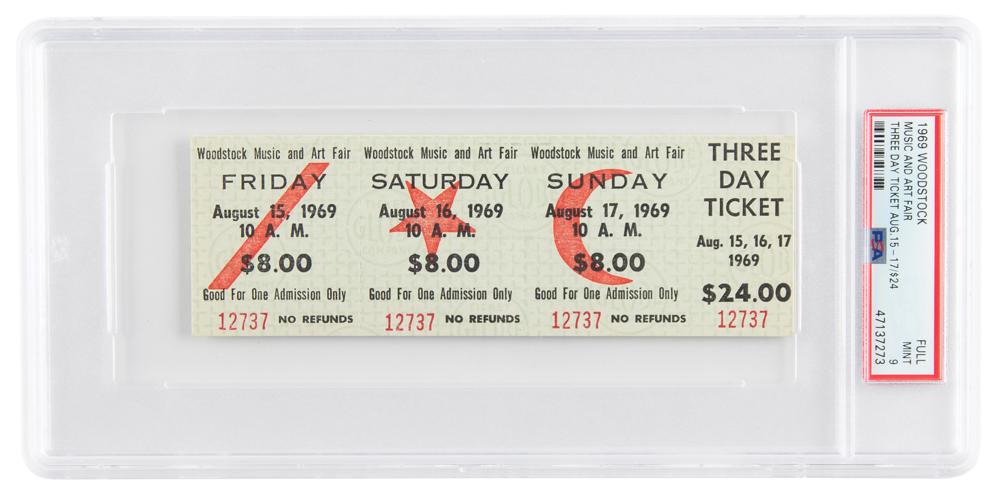 Woodstock Music and Art Fair
FRIDAY
August 15, 1969
10 A. M.
$8.00
Good For One Admission Only
12737 NO REFUNDS
Woodstock Music and Art Fair
SATURDAY
August 16, 1969
10 A. M.
$8.00
Good For One Admission Only
12737 NO REFUNDS
Woodstock Music and Art Fair
SUNDAY
August 17, 1969
10 A. M.
$8.00
Good For One Admission Only
12737 NO REFUNDS
THREE
DAY
TICKET
Aug. 15, 16, 17
1969
$24.00
12737
1969 WOODSTOCK
MUSIC AND ART FAIR
THREE DAY TICKET AUG.15-17/$24
FULL
MINT
9
47137273
PSA